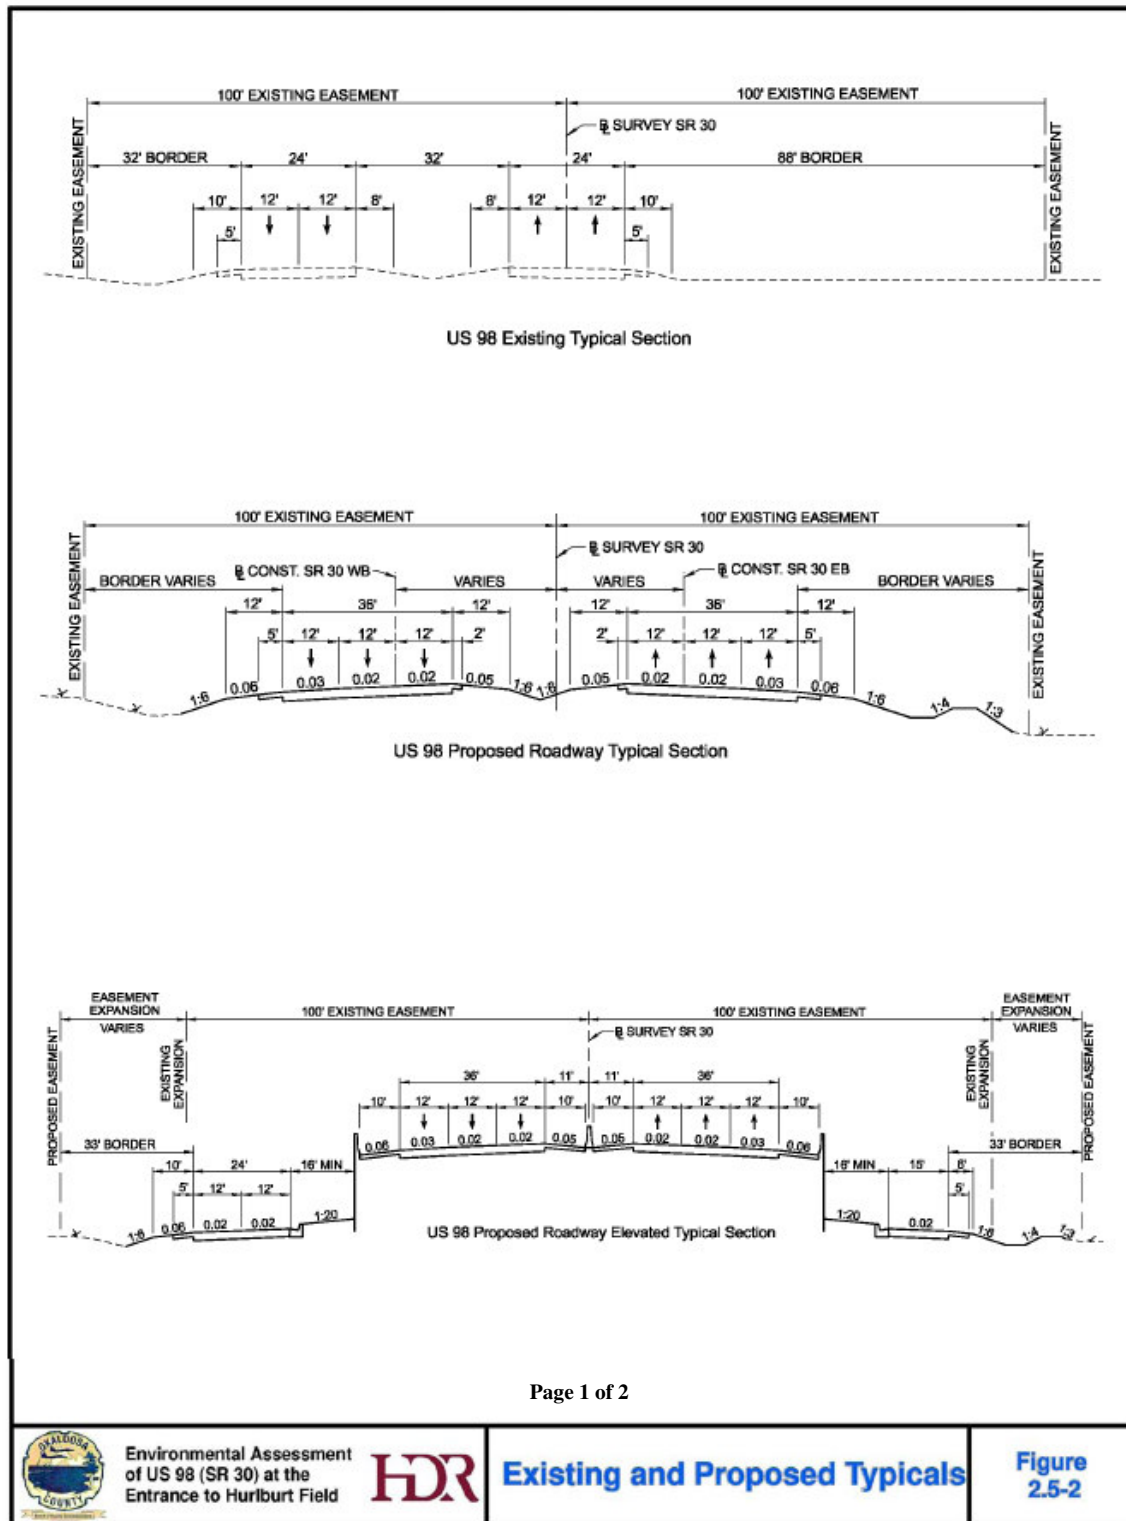 100' EXISTING EASEMENT
100' EXISTING EASEMENT
EXISTING EASEMENT
℄ SURVEY SR 30
EXISTING EASEMENT
32' BORDER
24'
32'
24'
88' BORDER
10'
12'
12'
8'
8'
12'
12'
10'
5'
5'
US 98 Existing Typical Section
100' EXISTING EASEMENT
100' EXISTING EASEMENT
EXISTING EASEMENT
℄ SURVEY SR 30
EXISTING EASEMENT
BORDER VARIES
℄ CONST. SR 30 WB
VARIES
VARIES
℄ CONST. SR 30 EB
BORDER VARIES
12'
36'
12'
12'
36'
12'
5'
12'
12'
12'
2'
2'
12'
12'
12'
5'
1:6
0.06
0.03
0.02
0.02
0.05
1:6
1:6
0.05
0.02
0.02
0.03
0.06
1:6
1:4
1:3
US 98 Proposed Roadway Typical Section
EASEMENT
EXPANSION
VARIES
100' EXISTING EASEMENT
100' EXISTING EASEMENT
EASEMENT
EXPANSION
VARIES
PROPOSED EASEMENT
EXISTING
EXPANSION
℄ SURVEY SR 30
EXISTING
EXPANSION
PROPOSED EASEMENT
36'
11'
11'
36'
10'
12'
12'
12'
10'
10'
12'
12'
12'
10'
0.06
0.03
0.02
0.02
0.05
0.05
0.02
0.02
0.03
0.06
33' BORDER
33' BORDER
10'
24'
16' MIN
16' MIN
15'
5'
12'
12'
5'
1:6
0.06
0.02
0.02
1:20
1:20
0.02
1:6
1:4
1:3
US 98 Proposed Roadway Elevated Typical Section
Page 1 of 2
OKALOOSA
COUNTY
Environmental Assessment
of US 98 (SR 30) at the
Entrance to Hurlburt Field
HDR
Existing and Proposed Typicals
Figure
2.5-2